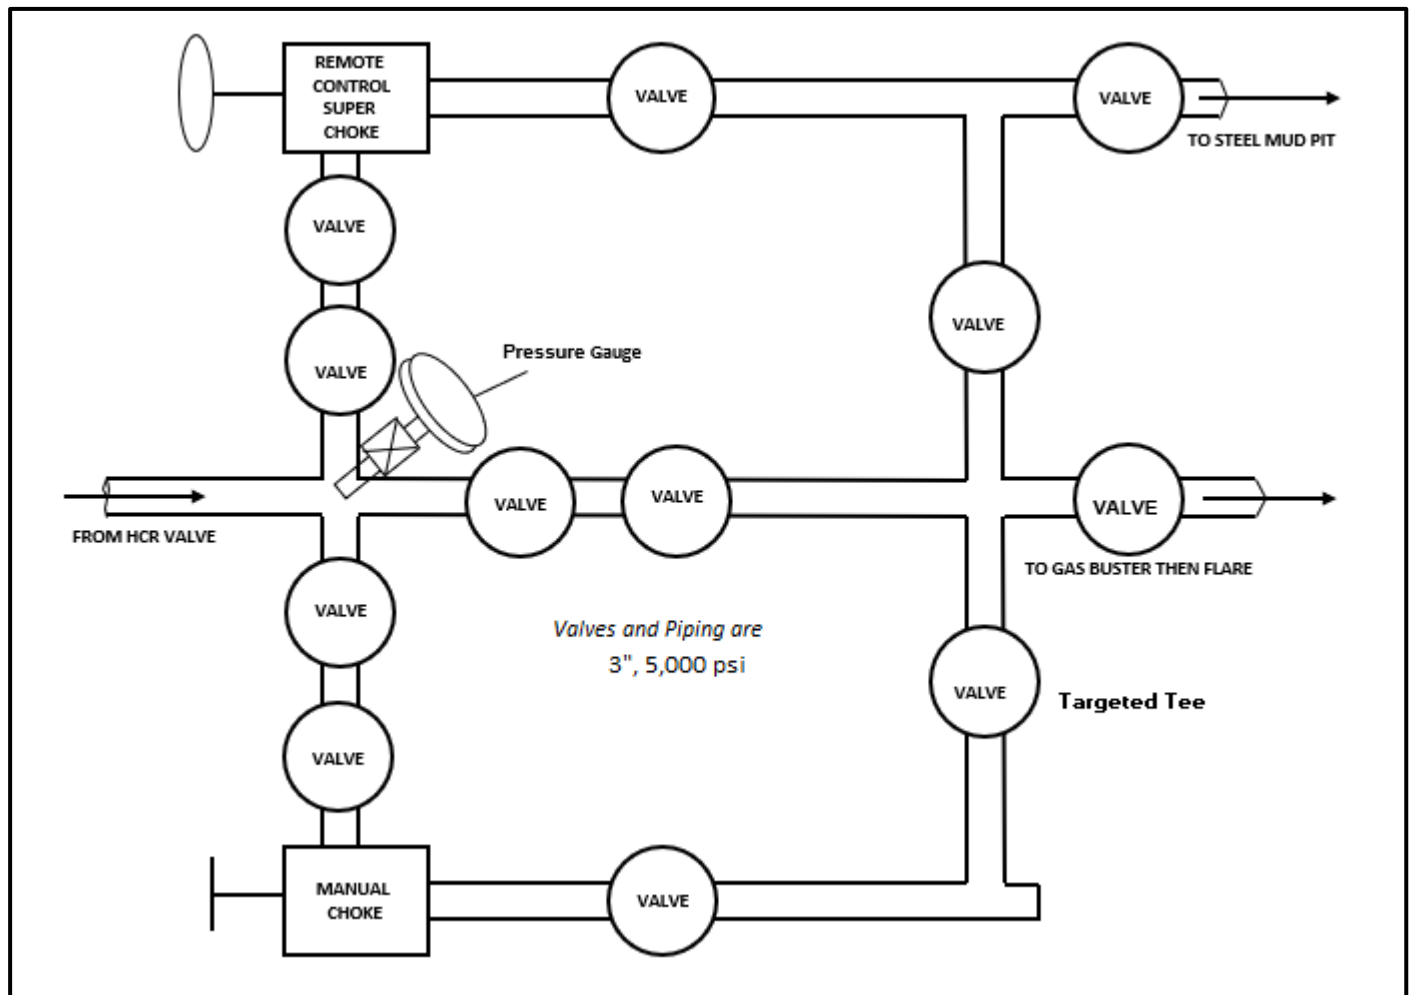 REMOTE
CONTROL
SUPER
CHOKE
VALVE
VALVE
TO STEEL MUD PIT
VALVE
VALVE
VALVE
Pressure Gauge
VALVE
VALVE
VALVE
FROM HCR VALVE
TO GAS BUSTER THEN FLARE
VALVE
Valves and Piping are
3", 5,000 psi
VALVE
Targeted Tee
VALVE
MANUAL
CHOKE
VALVE